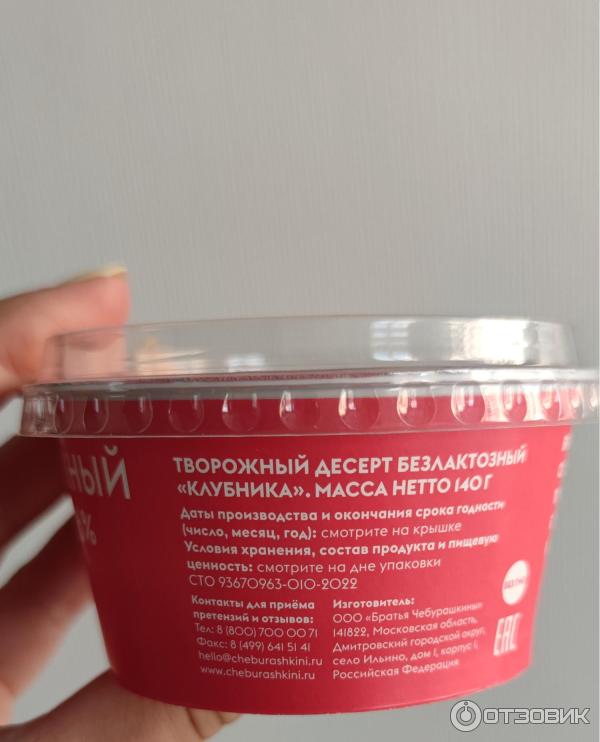 НЫЙ
%
ТВОРОЖНЫЙ ДЕСЕРТ БЕЗЛАКТОЗНЫЙ
«КЛУБНИКА». МАССА НЕТТО 140 Г
Даты производства и окончания срока годности
(число, месяц, год): смотрите на крышке
Условия хранения, состав продукта и пищевую
ценность: смотрите на дне упаковки
СТО 93670963-010-2022
Контакты для приёма
претензий и отзывов:
Тел: 8 (800) 700 00 71
Факс: 8 (499) 641 51 41
hello@cheburashkini.ru
www.cheburashkini.ru
Изготовитель:
ООО «Братья Чебурашкины»
141822, Московская область,
Дмитровский городской округ,
село Ильино, дом 1, корпус 1,
Российская Федерация
EAC
ОТЗОВИК